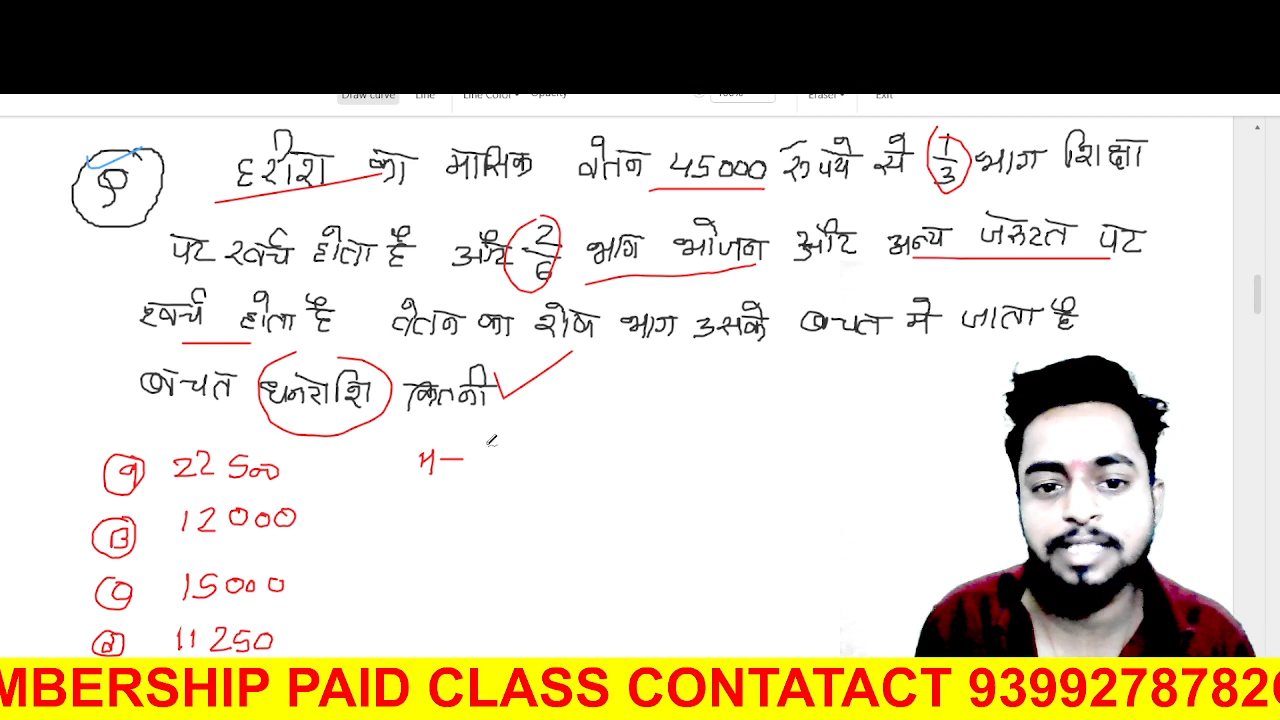 Draw curve Line Line Color Opacity 100% Eraser Exit
प्र हरीश का मासिक वेतन 45000 रूपये से 1/3 भाग शिक्षा
पर खर्च होता है और 2/6 भाग भोजन और अन्य जरूरत पर
खर्च होता है वेतन का शेष भाग उसके बचत मे जाता है
बचत धनराशि कितनी
22500
म-
B 12000
C 15000
11250
MBERSHIP PAID CLASS CONTATACT 93992787826